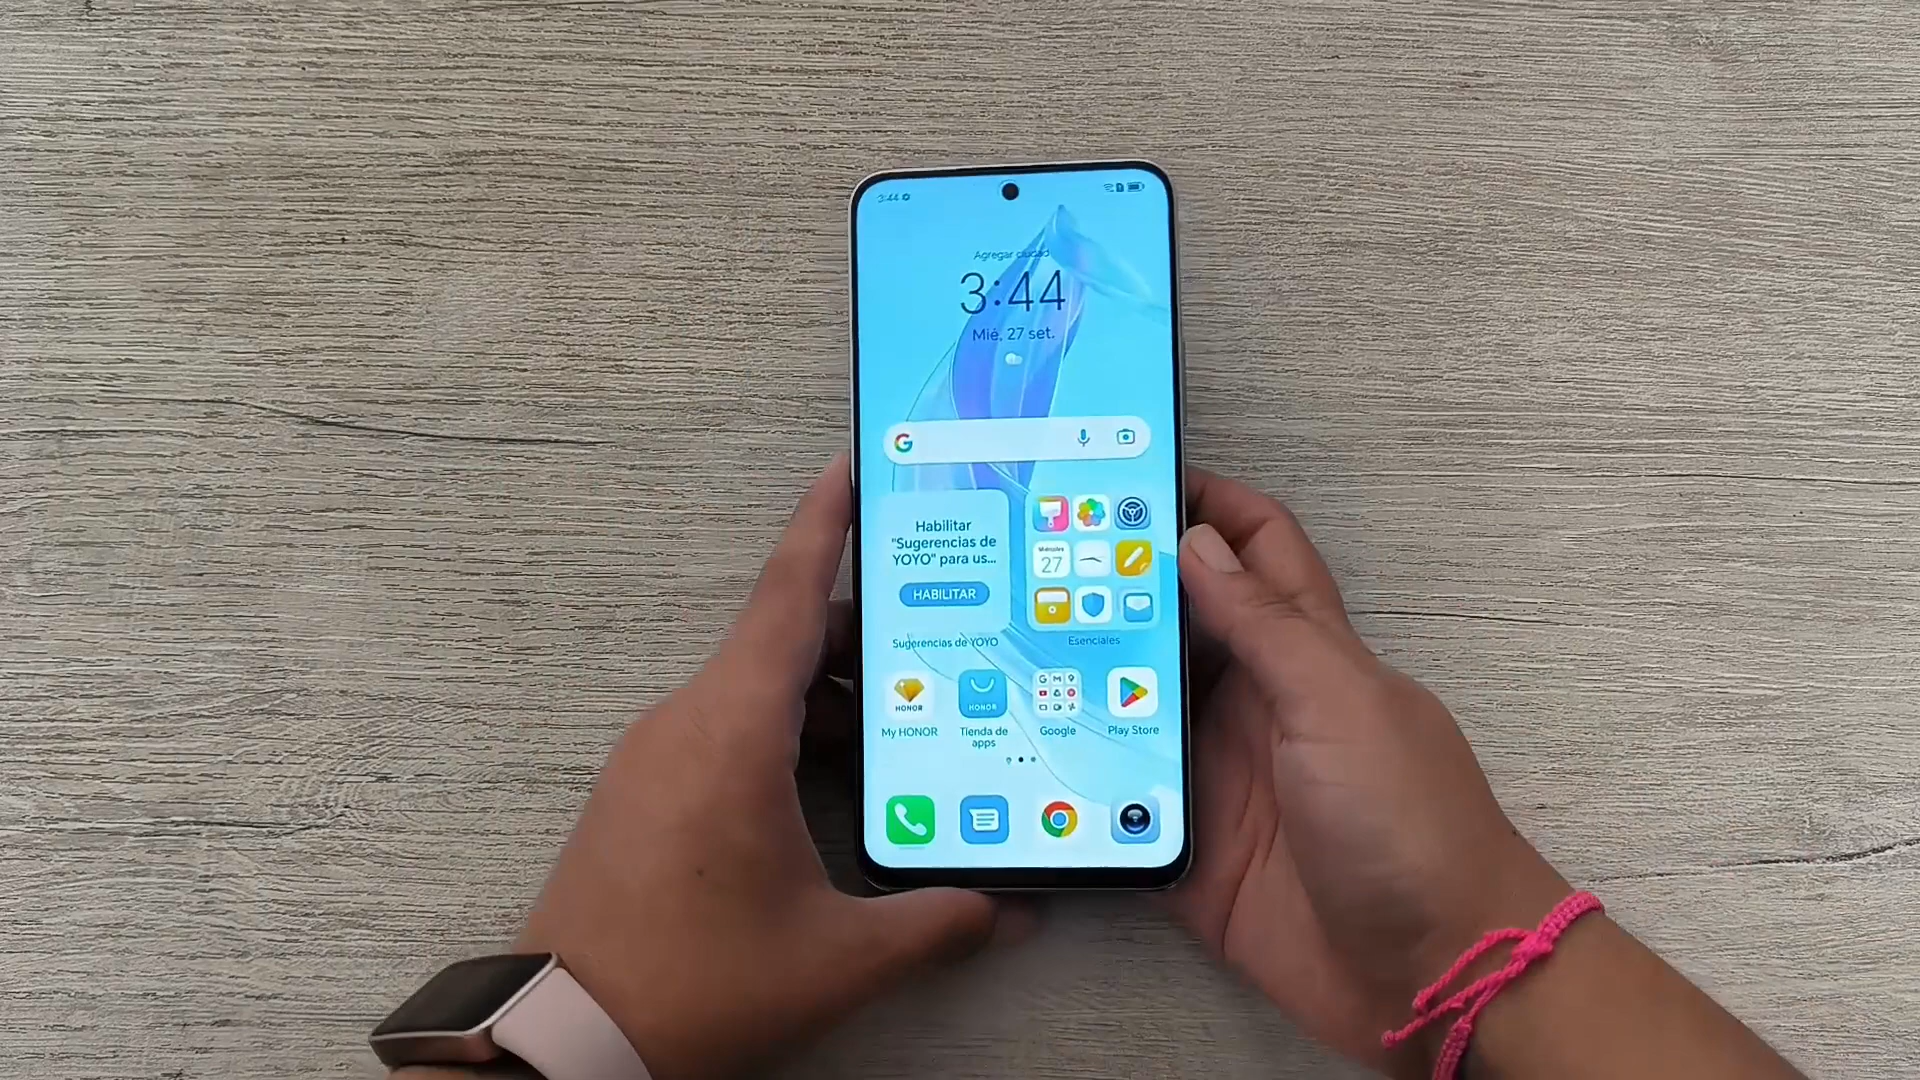 3:44
Agregar ciudad
3:44
Mié, 27 set.
Habilitar
"Sugerencias de
YOYO" para us...
HABILITAR
Sugerencias de YOYO
Miércoles
27
Esenciales
HONOR
My HONOR
HONOR
Tienda de
apps
Google
Play Store